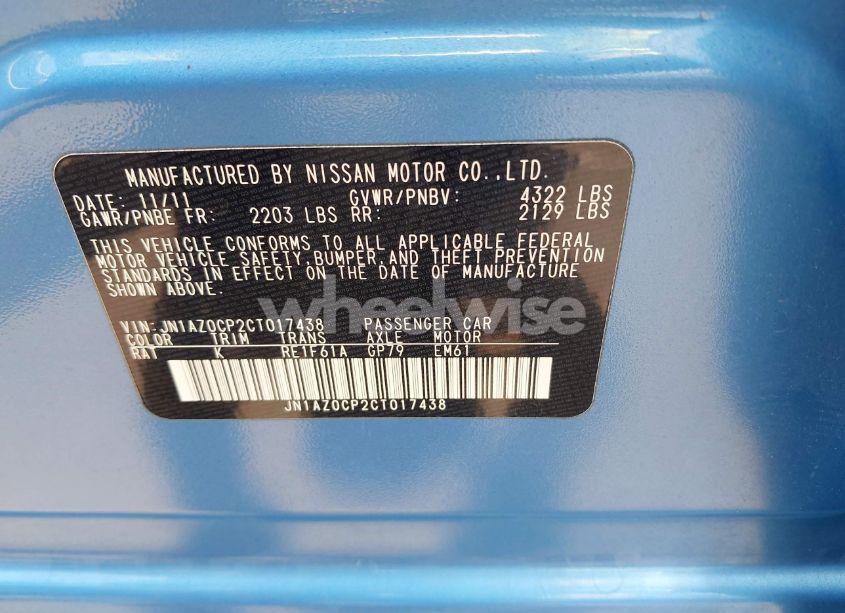 MANUFACTURED BY NISSAN MOTOR CO.,LTD.
DATE: 11/11 GVWR/PNBV: 4322 LBS
GAWR/PNBE FR: 2203 LBS RR: 2129 LBS
THIS VEHICLE CONFORMS TO ALL APPLICABLE FEDERAL
MOTOR VEHICLE SAFETY,BUMPER,AND THEFT PREVENTION
STANDARDS IN EFFECT ON THE DATE OF MANUFACTURE
SHOWN ABOVE.
wheelwise
VIN:JN1AZ0CP2CT017438 PASSENGER CAR
COLOR TRIM TRANS AXLE MOTOR
RAT K RE1F61A GP79 EM61
JN1AZ0CP2CT017438